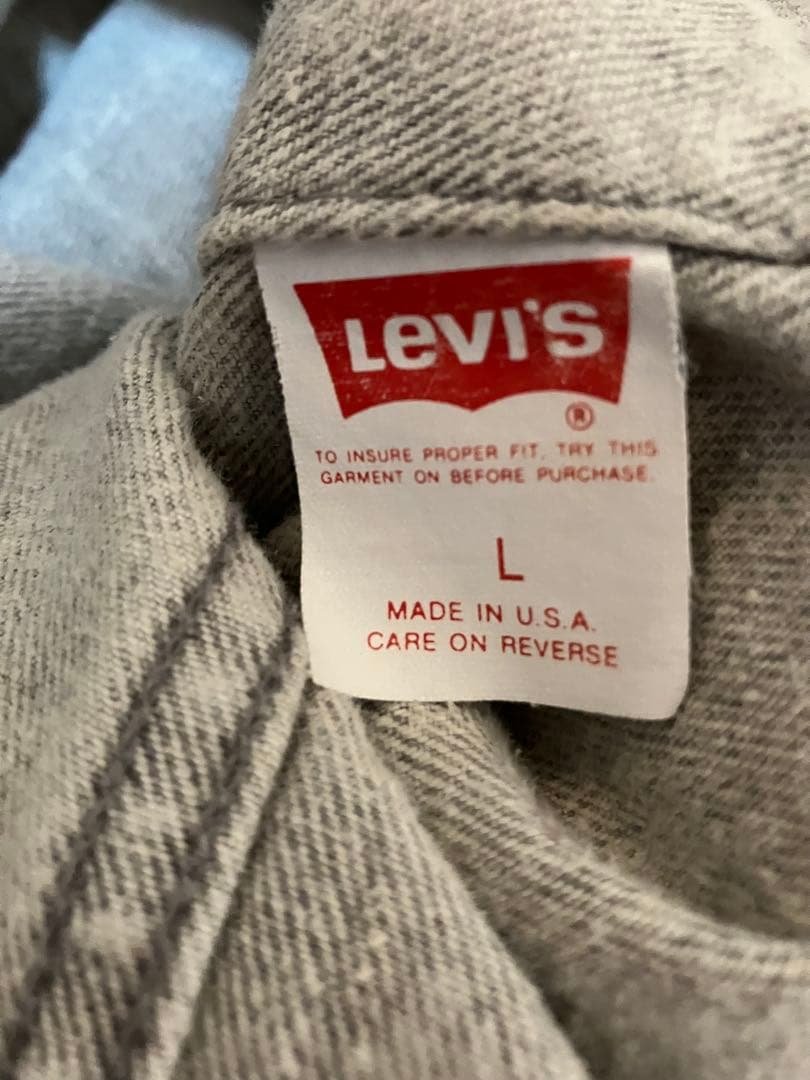 Levi's
®
TO INSURE PROPER FIT, TRY THIS
GARMENT ON BEFORE PURCHASE.
L
MADE IN U.S.A.
CARE ON REVERSE